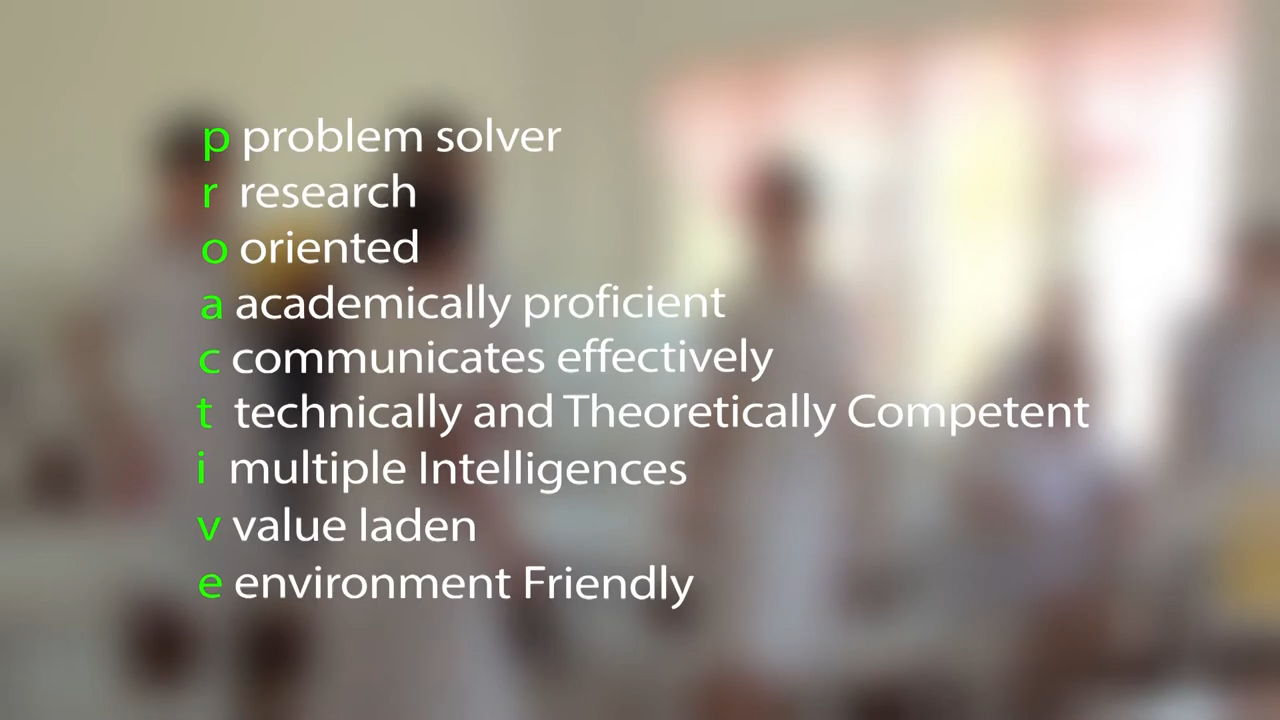 p problem solver
r research
o oriented
a academically proficient
c communicates effectively
t technically and Theoretically Competent
i multiple Intelligences
v value laden
e environment Friendly